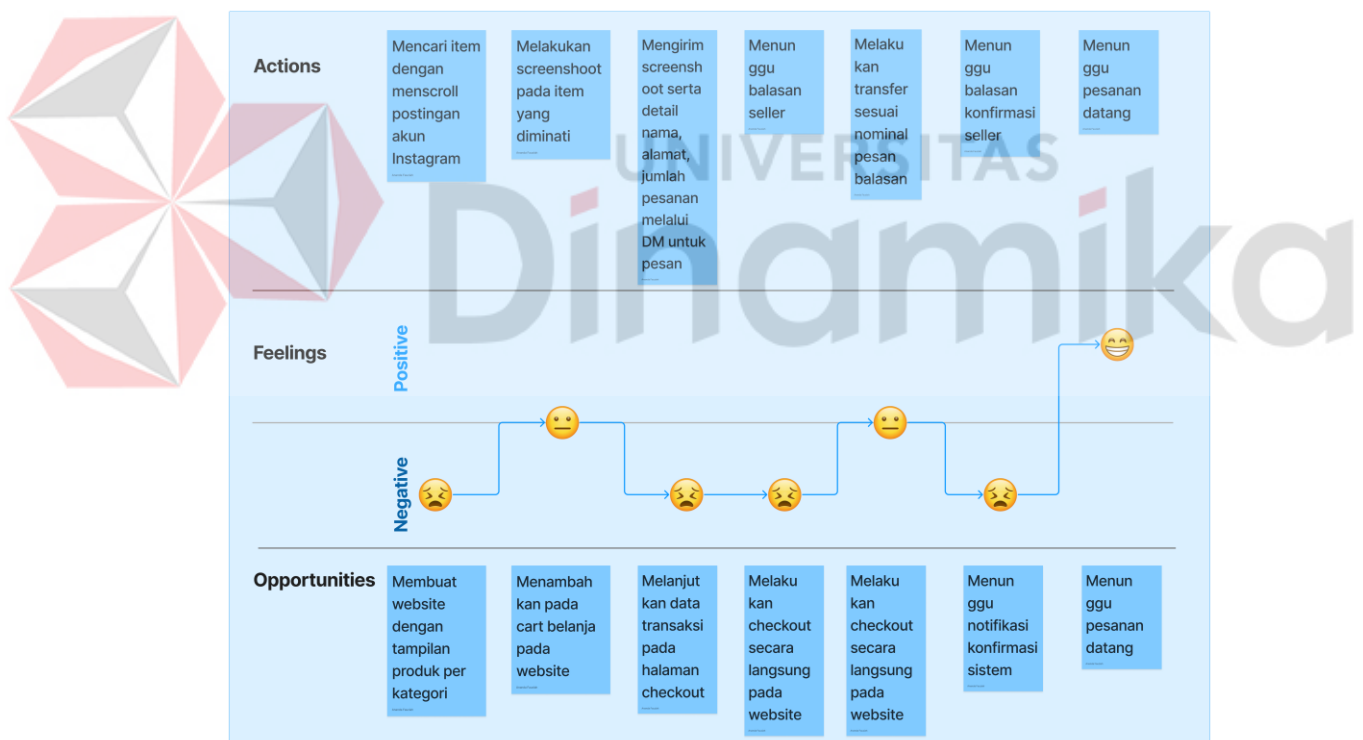 Actions
Mencari item
dengan
menscroll
postingan
akun
Instagram
Melakukan
screenshoot
pada item
yang
diminati
Mengirim
screensh
oot serta
detail
nama,
alamat,
jumlah
pesanan
melalui
DM untuk
pesan
Menun
ggu
balasan
seller
Melaku
kan
transfer
sesuai
nominal
pesan
balasan
Menun
ggu
balasan
konfirmasi
seller
Menun
ggu
pesanan
datang
UNIVERSITAS
Dinamika
Feelings
Positive
Negative
Opportunities
Membuat
website
dengan
tampilan
produk per
kategori
Menambah
kan pada
cart belanja
pada
website
Melanjut
kan data
transaksi
pada
halaman
checkout
Melaku
kan
checkout
secara
langsung
pada
website
Melaku
kan
checkout
secara
langsung
pada
website
Menun
ggu
notifikasi
konfirmasi
sistem
Menun
ggu
pesanan
datang